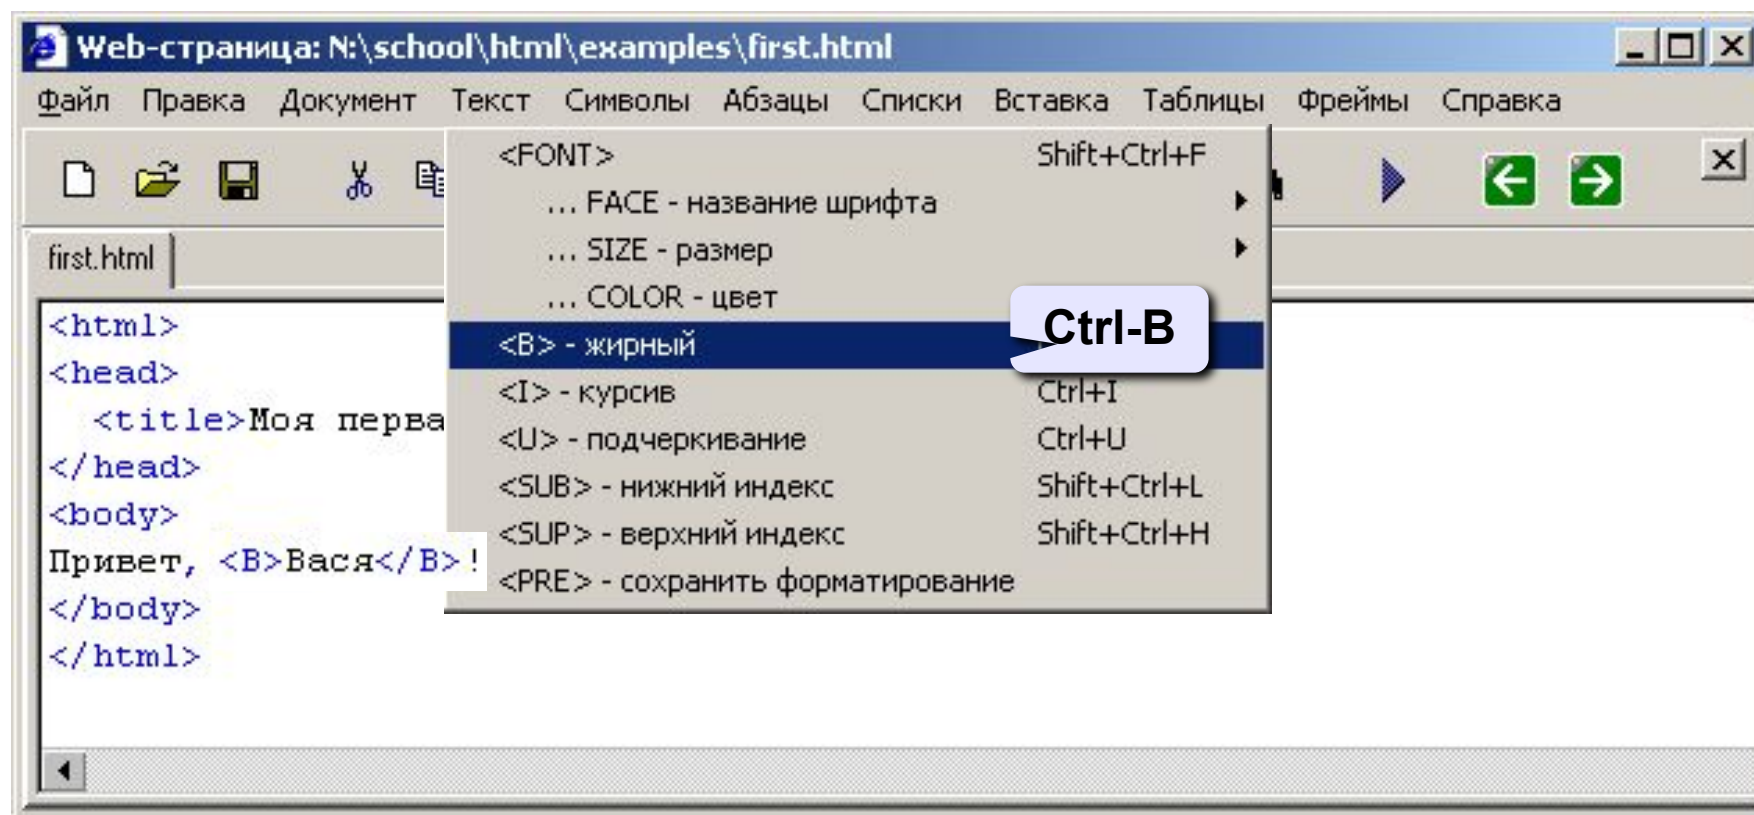 Web-страница: N:\school\html\examples\first.html
Файл Правка Документ Текст Символы Абзацы Списки Вставка Таблицы Фреймы Справка
<FONT> Shift+Ctrl+F
... FACE - название шрифта
... SIZE - размер
... COLOR - цвет
<B> - жирный
Ctrl-B
<I> - курсив Ctrl+I
<U> - подчеркивание Ctrl+U
<SUB> - нижний индекс Shift+Ctrl+L
<SUP> - верхний индекс Shift+Ctrl+H
<PRE> - сохранить форматирование
first.html
<html>
<head>
<title>Моя перва
</head>
<body>
Привет, <B>Вася</B>!
</body>
</html>